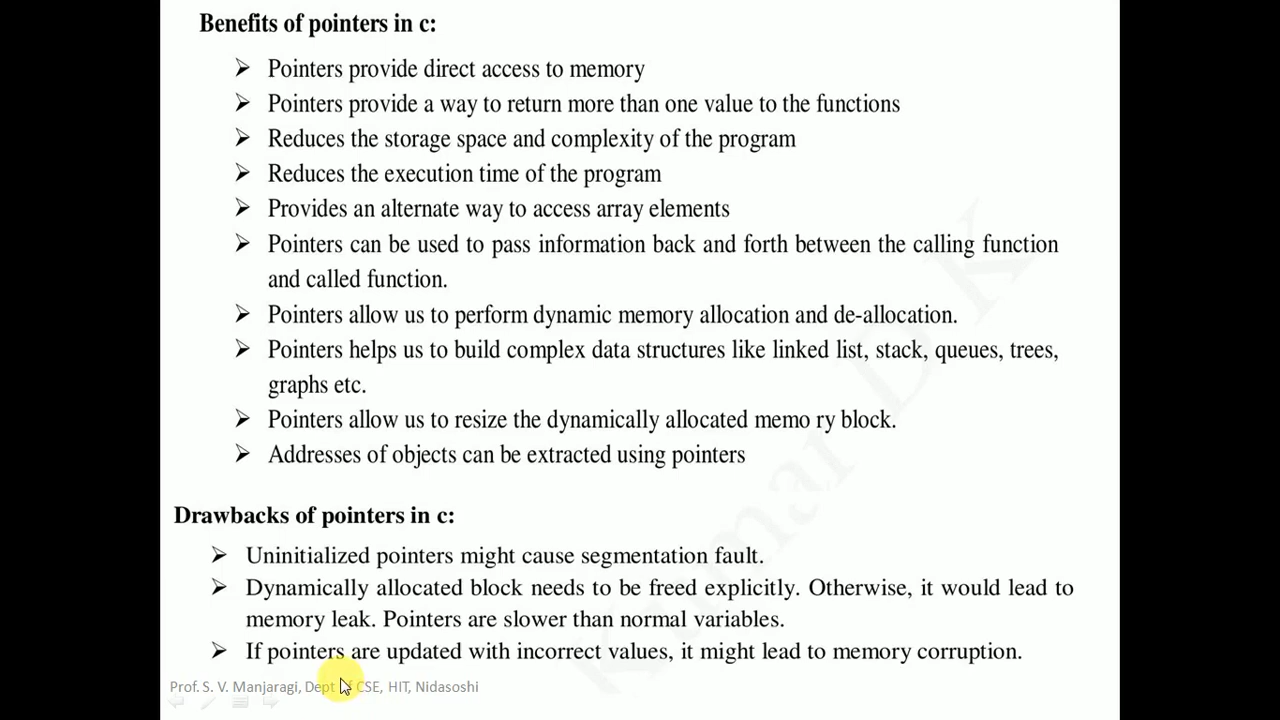 Benefits of pointers in c:
➢ Pointers provide direct access to memory
➢ Pointers provide a way to return more than one value to the functions
➢ Reduces the storage space and complexity of the program
➢ Reduces the execution time of the program
➢ Provides an alternate way to access array elements
➢ Pointers can be used to pass information back and forth between the calling function
and called function.
➢ Pointers allow us to perform dynamic memory allocation and de-allocation.
➢ Pointers helps us to build complex data structures like linked list, stack, queues, trees,
graphs etc.
➢ Pointers allow us to resize the dynamically allocated memo ry block.
➢ Addresses of objects can be extracted using pointers
Drawbacks of pointers in c:
➢ Uninitialized pointers might cause segmentation fault.
➢ Dynamically allocated block needs to be freed explicitly. Otherwise, it would lead to
memory leak. Pointers are slower than normal variables.
➢ If pointers are updated with incorrect values, it might lead to memory corruption.
Prof. S. V. Manjaragi, Dept of CSE, HIT, Nidasoshi
Kumar D K